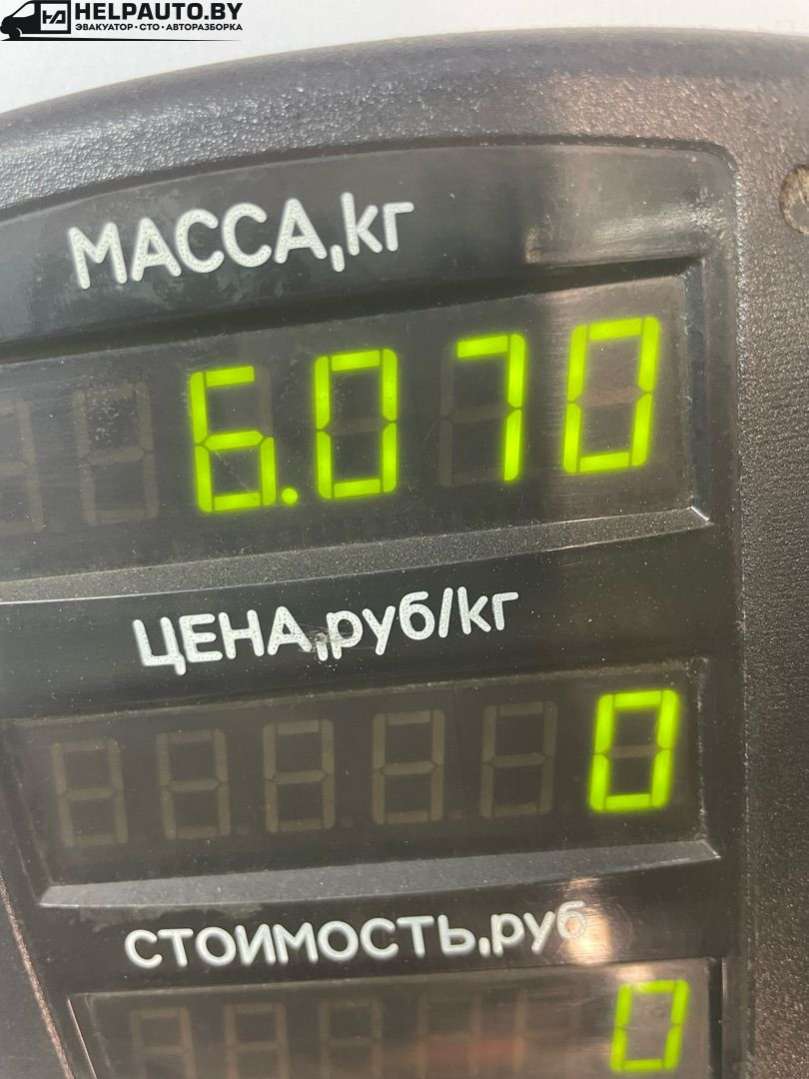 HELPAUTO.BY
ЭВАКУАТОР • СТО • АВТОРАЗБОРКА
МАССА,кг
6.070
ЦЕНА,руб/кг
0
СТОИМОСТЬ,руб
0